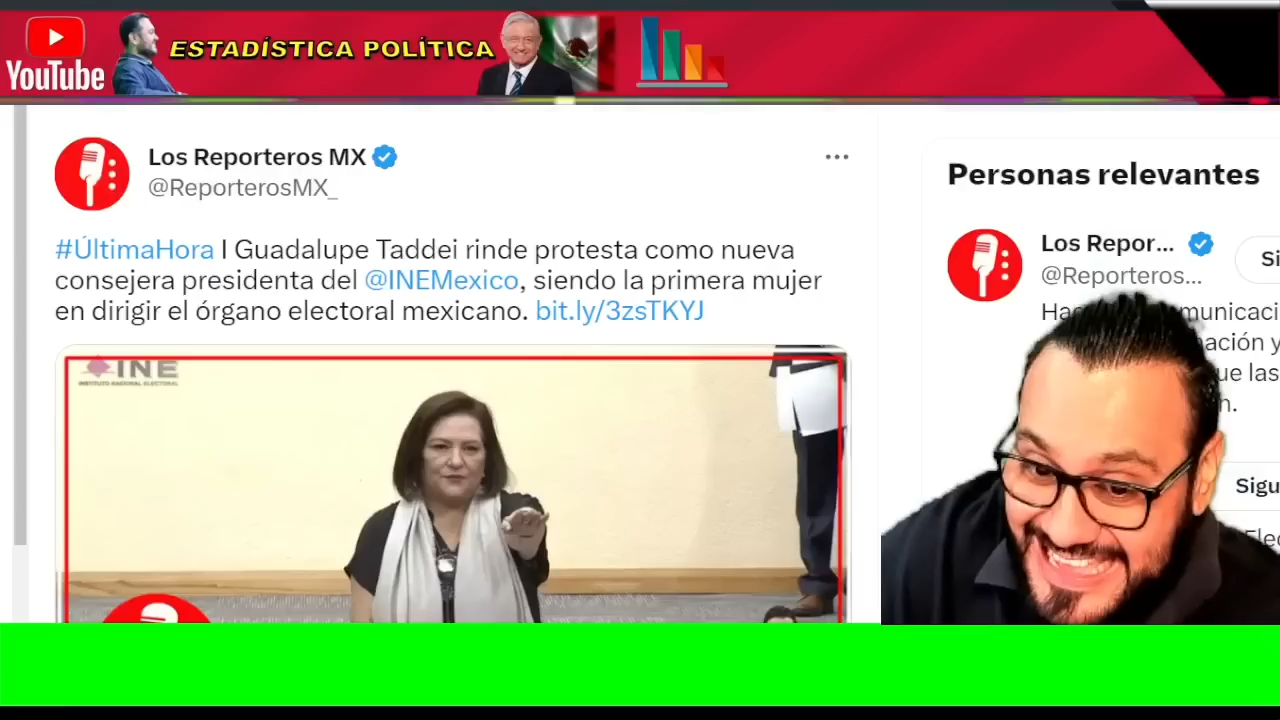 YouTube
ESTADÍSTICA POLÍTICA
Los Reporteros MX
@ReporterosMX_
#ÚltimaHora I Guadalupe Taddei rinde protesta como nueva
consejera presidenta del @INEMexico, siendo la primera mujer
en dirigir el órgano electoral mexicano. bit.ly/3zsTKYJ
INE
INSTITUTO NACIONAL ELECTORAL
Personas relevantes
Los Repor...
@Reporteros...